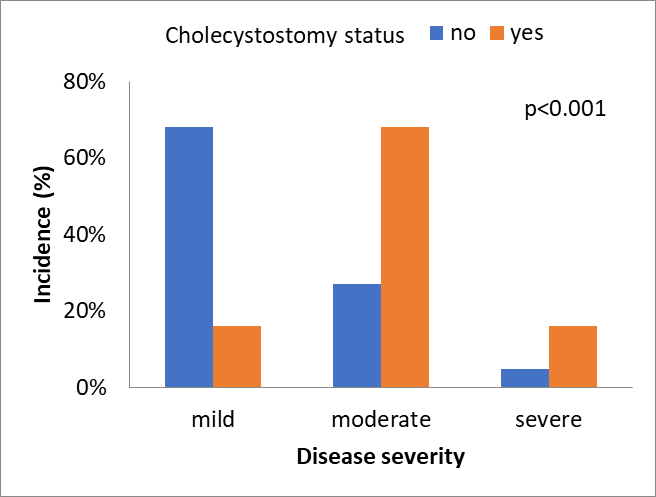 Cholecystostomy status no yes
80%
p<0.001
60%
40%
20%
0%
Incidence (%)
mild moderate severe
Disease severity